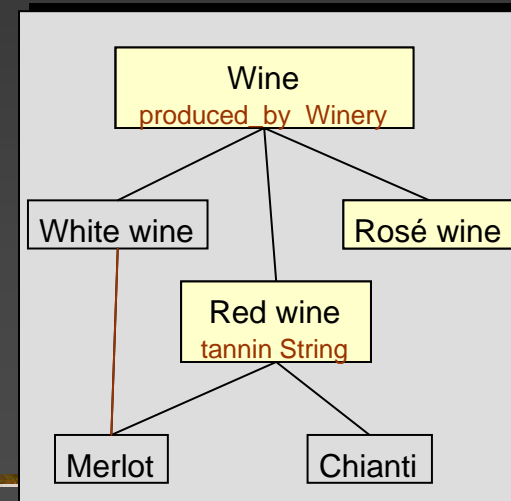 Wine
produced_by Winery
White wine
Rosé wine
Red wine
tannin String
Merlot
Chianti